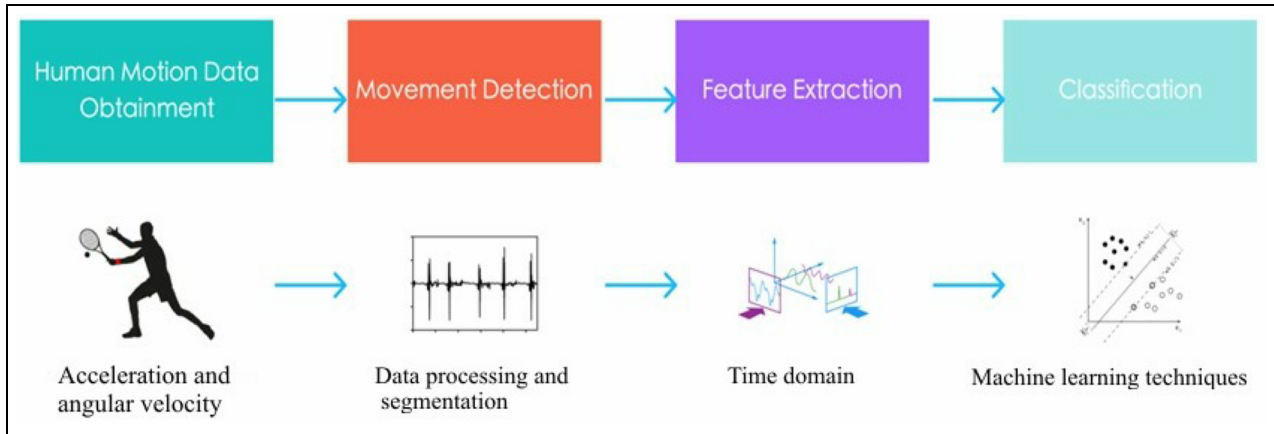 Human Motion Data
Obtainment
Movement Detection
Feature Extraction
Classification
Acceleration and
angular velocity
Data processing and
segmentation
Time domain
Machine learning techniques